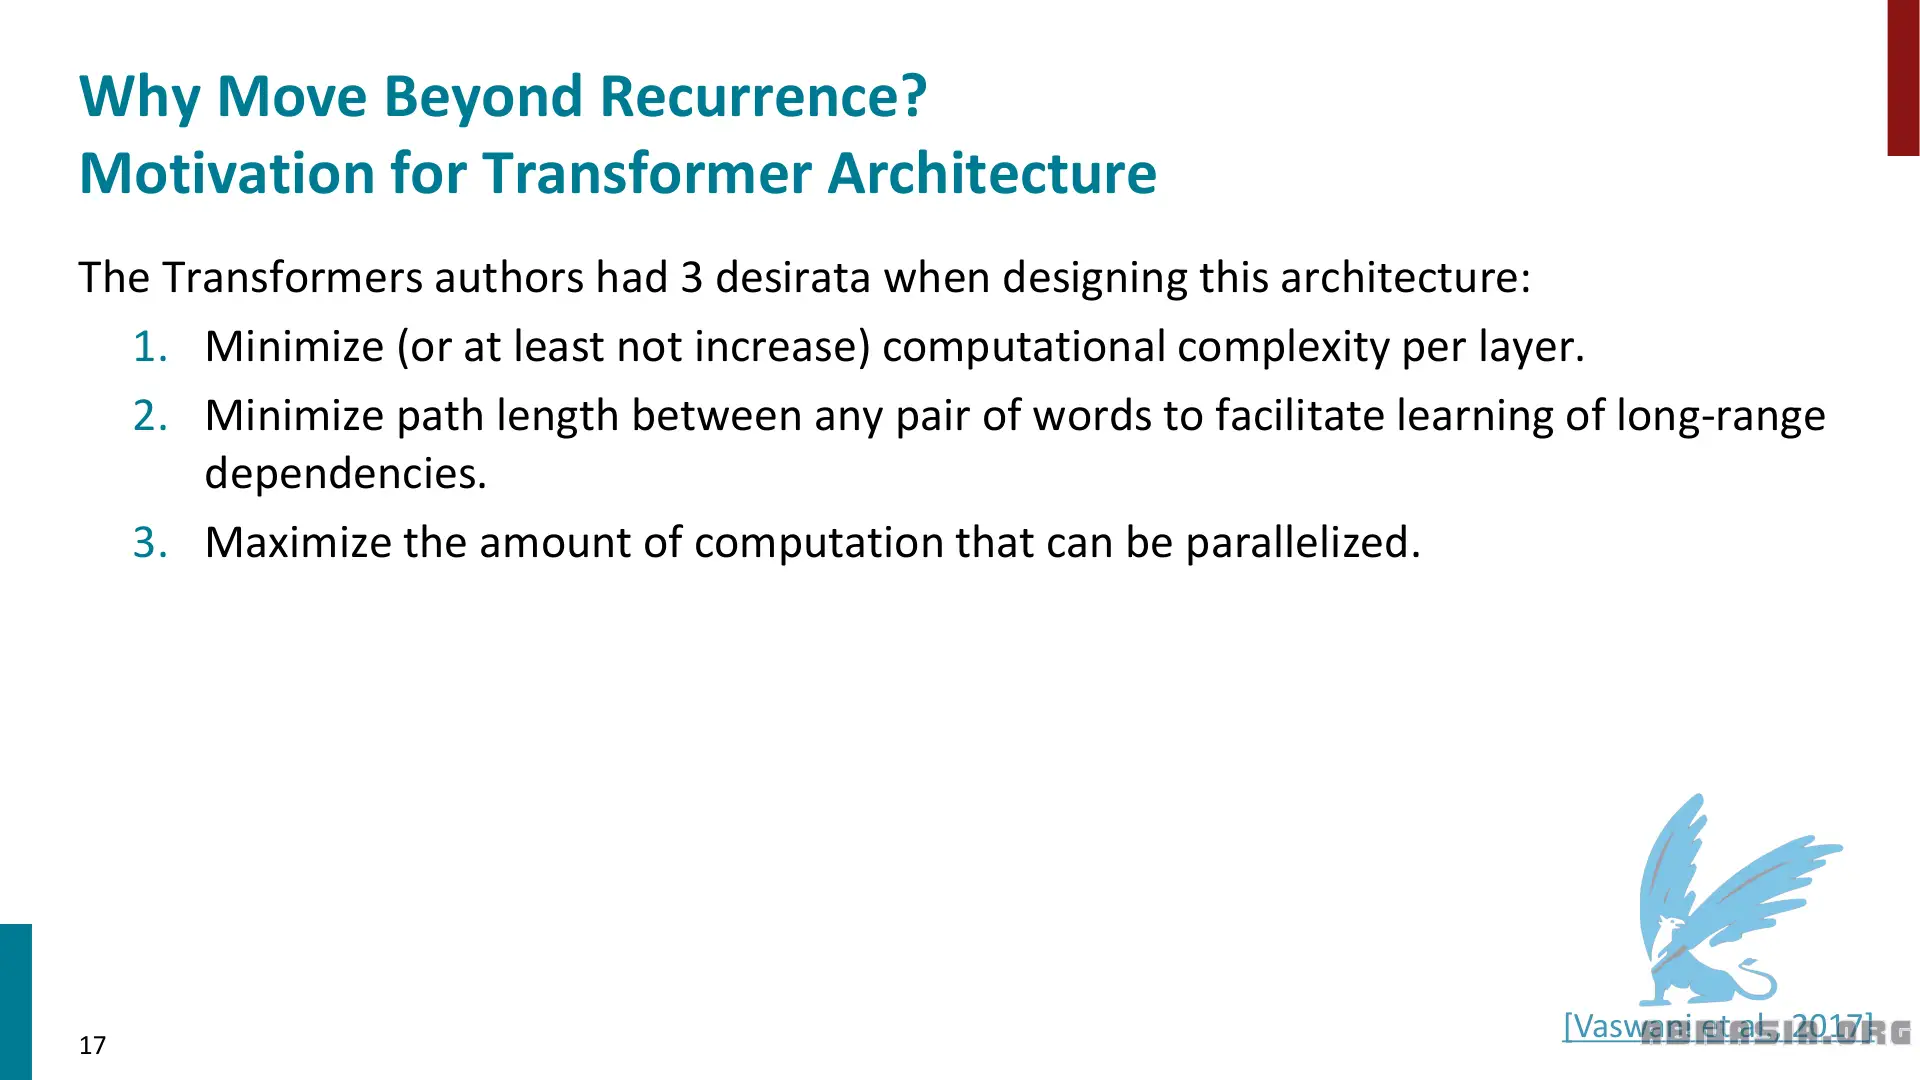 Why Move Beyond Recurrence?
Motivation for Transformer Architecture
The Transformers authors had 3 desirata when designing this architecture:
1. Minimize (or at least not increase) computational complexity per layer.
2. Minimize path length between any pair of words to facilitate learning of long-range
dependencies.
3. Maximize the amount of computation that can be parallelized.
[Vaswani et al., 2017]
ABNASIA.ORG
17